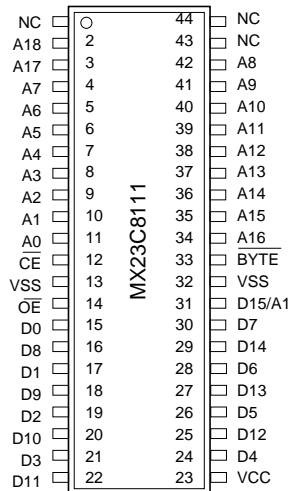 NC 44 NC
A18 2 43 NC
A17 3 42 A8
A7 4 41 A9
A6 5 40 A10
A5 6 39 A11
A4 7 38 A12
A3 8 37 A13
A2 9 36 A14
A1 10 35 A15
A0 11 34 A16
CE 12 33 BYTE
VSS 13 32 VSS
OE 14 31 D15/A1
D0 15 30 D7
D8 16 29 D14
D1 17 28 D6
D9 18 27 D13
D2 19 26 D5
D10 20 25 D12
D3 21 24 D4
D11 22 23 VCC
MX23C8111